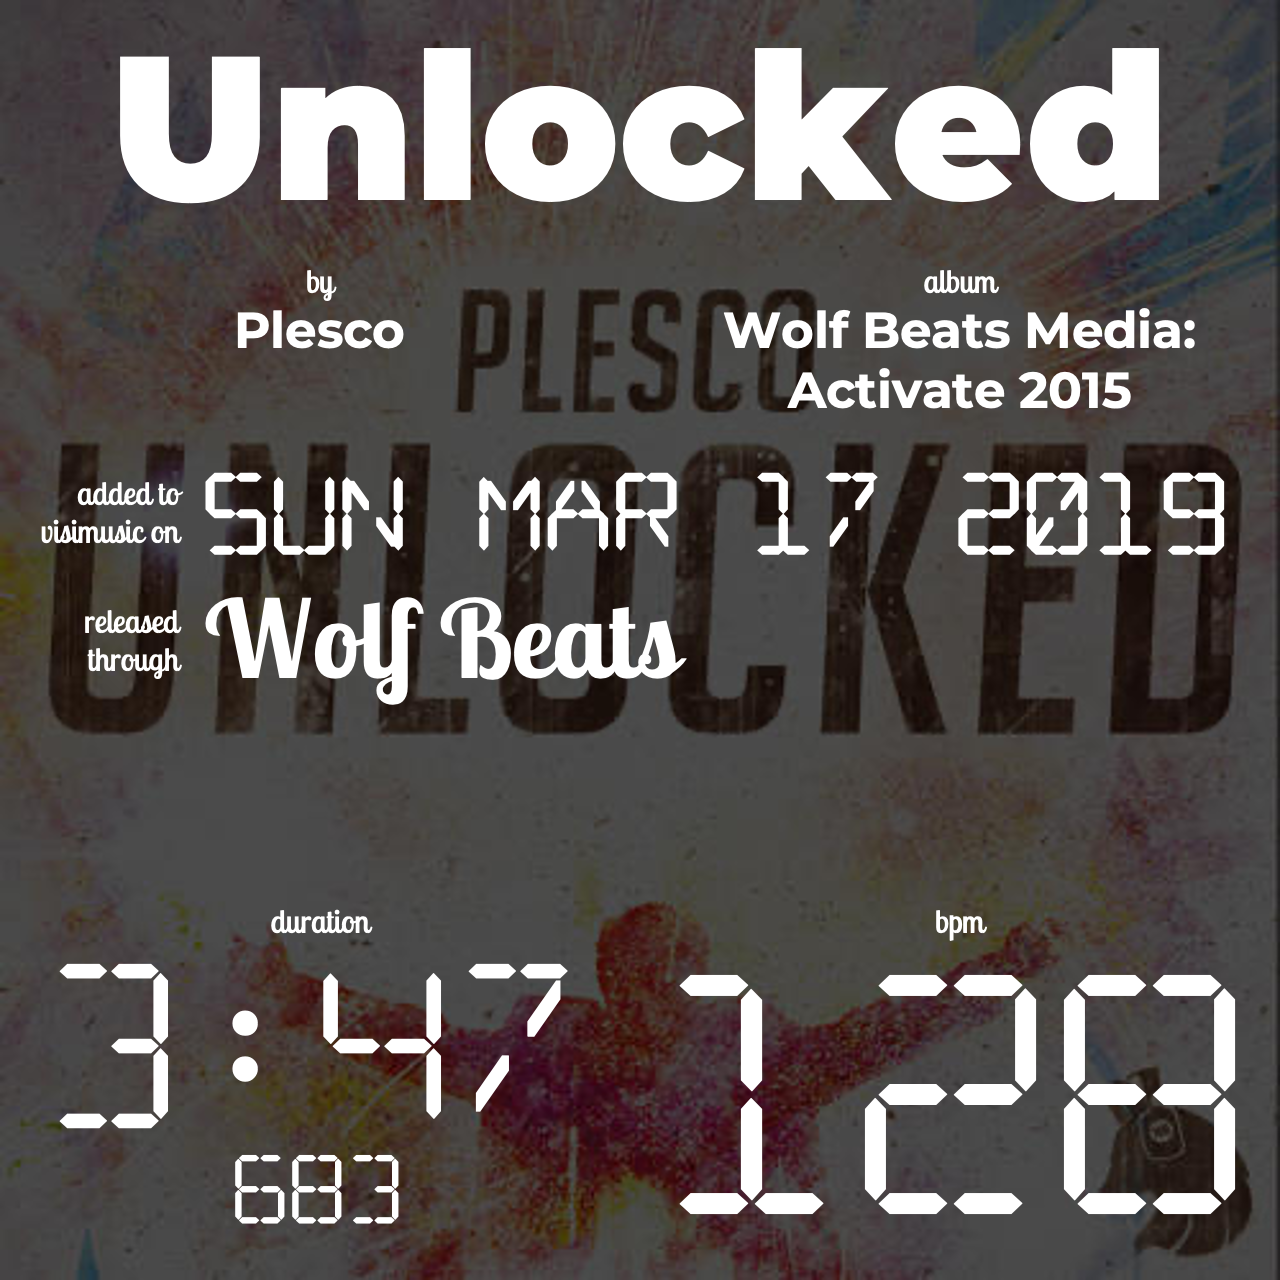 Unlocked
by
Plesco
album
Wolf Beats Media:
Activate 2015
PLESCO
UNLOCKED
added to
visimusic on
SUN MAR 17 2019
released
through
Wolf Beats
duration
3:47
683
bpm
128